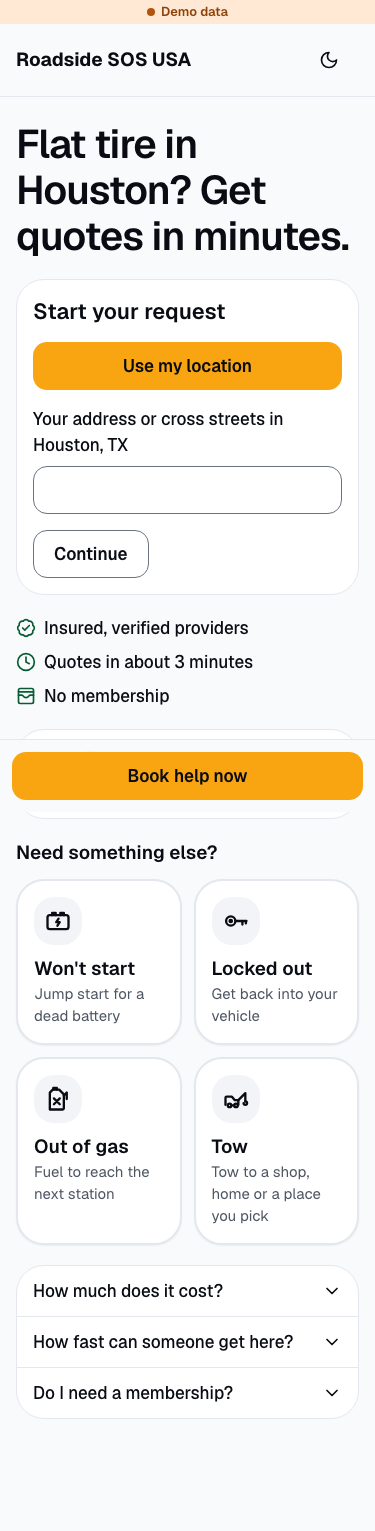 Demo data
Roadside SOS USA
Flat tire in
Houston? Get
quotes in minutes.
Start your request
Use my location
Your address or cross streets in
Houston, TX
Continue
Insured, verified providers
Quotes in about 3 minutes
No membership
Book help now
Need something else?
Won't start
Jump start for a
dead battery
Locked out
Get back into your
vehicle
Out of gas
Fuel to reach the
next station
Tow
Tow to a shop,
home or a place
you pick
How much does it cost?
How fast can someone get here?
Do I need a membership?